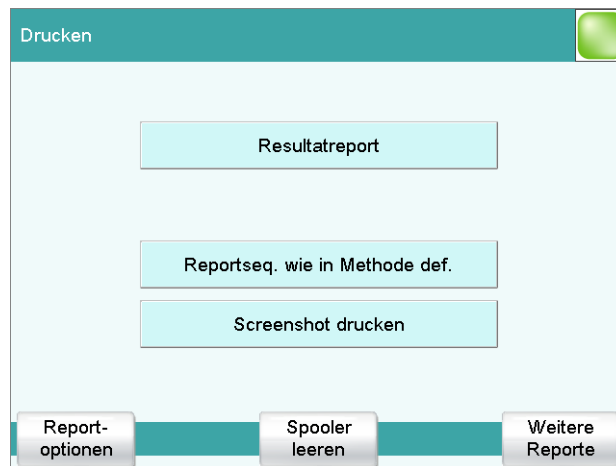 Drucken
Resultatreport
Reportseq. wie in Methode def.
Screenshot drucken
Report-
optionen
Spooler
leeren
Weitere
Reporte